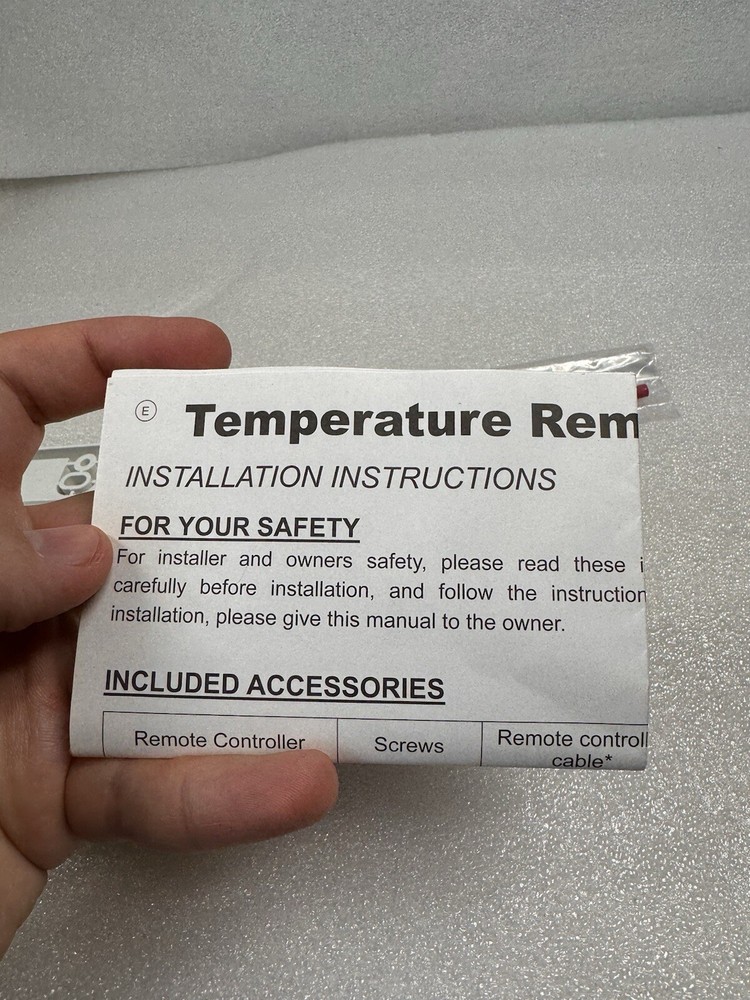 E Temperature Rem
INSTALLATION INSTRUCTIONS
FOR YOUR SAFETY
For installer and owners safety, please read these i
carefully before installation, and follow the instruction
installation, please give this manual to the owner.
INCLUDED ACCESSORIES
Remote Controller Screws Remote controll
cable*